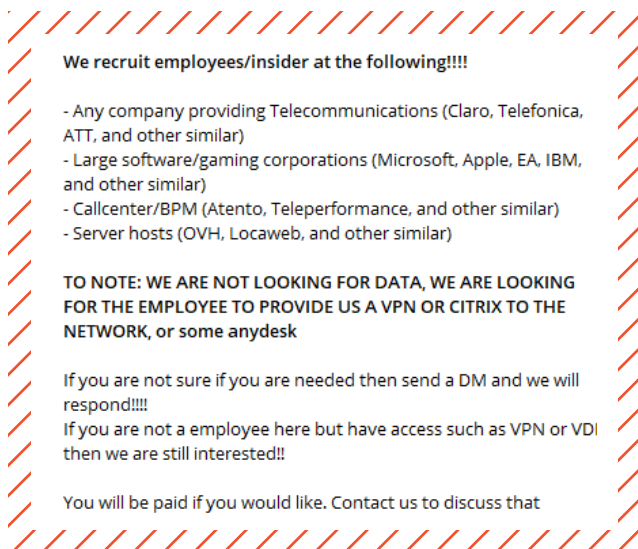 We recruit employees/insider at the following!!!!
- Any company providing Telecommunications (Claro, Telefonica,
ATT, and other similar)
- Large software/gaming corporations (Microsoft, Apple, EA, IBM,
and other similar)
- Callcenter/BPM (Atento, Teleperformance, and other similar)
- Server hosts (OVH, Locaweb, and other similar)
TO NOTE: WE ARE NOT LOOKING FOR DATA, WE ARE LOOKING
FOR THE EMPLOYEE TO PROVIDE US A VPN OR CITRIX TO THE
NETWORK, or some anydesk
If you are not sure if you are needed then send a DM and we will
respond!!!!
If you are not a employee here but have access such as VPN or VDI
then we are still interested!!
You will be paid if you would like. Contact us to discuss that